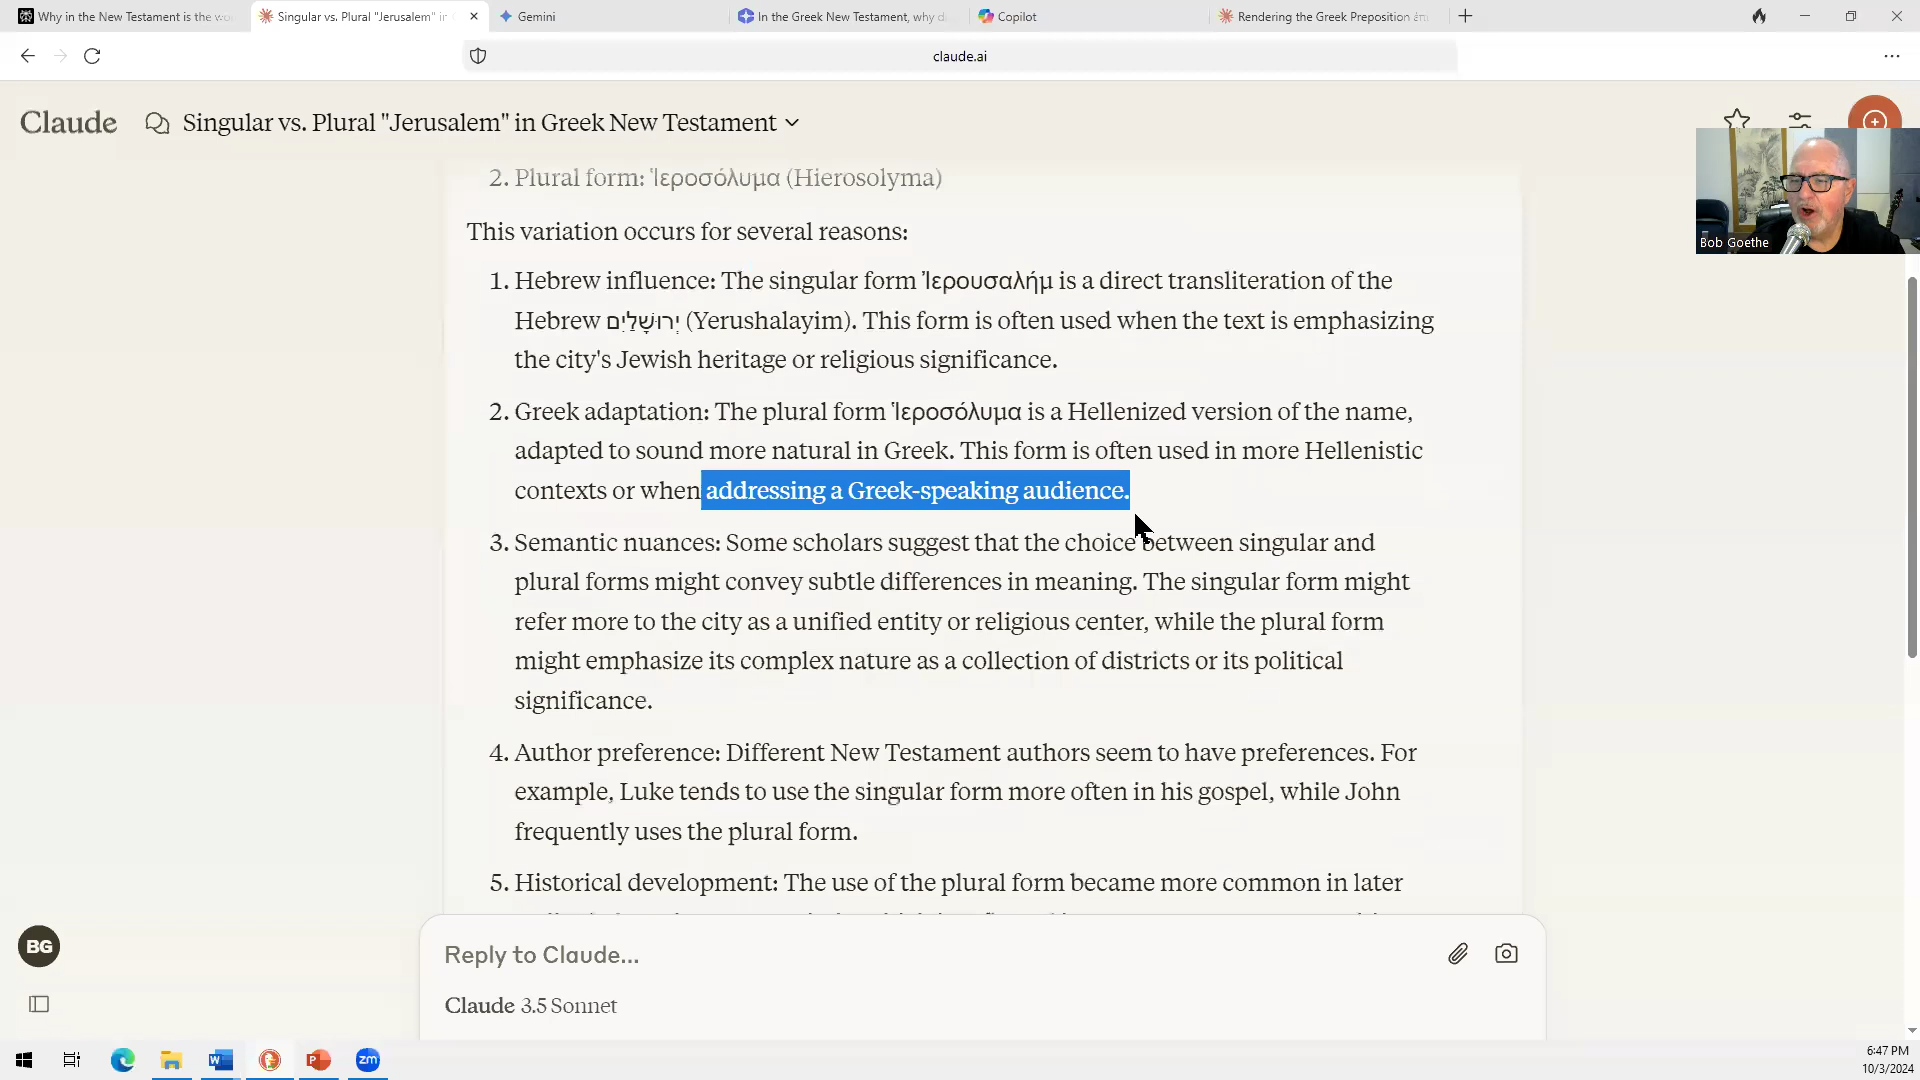 Why in the New Testament is the wo
Singular vs. Plural "Jerusalem" in
Gemini
In the Greek New Testament, why d
Copilot
Rendering the Greek Preposition ἀπ
claude.ai
Claude
Singular vs. Plural "Jerusalem" in Greek New Testament
2. Plural form: Ἱεροσόλυμα (Hierosolyma)
This variation occurs for several reasons:
1. Hebrew influence: The singular form Ἰερουσαλήμ is a direct transliteration of the
Hebrew יְרוּשָׁלַיִם (Yerushalayim). This form is often used when the text is emphasizing
the city's Jewish heritage or religious significance.
2. Greek adaptation: The plural form Ἱεροσόλυμα is a Hellenized version of the name,
adapted to sound more natural in Greek. This form is often used in more Hellenistic
contexts or when addressing a Greek-speaking audience.
3. Semantic nuances: Some scholars suggest that the choice between singular and
plural forms might convey subtle differences in meaning. The singular form might
refer more to the city as a unified entity or religious center, while the plural form
might emphasize its complex nature as a collection of districts or its political
significance.
4. Author preference: Different New Testament authors seem to have preferences. For
example, Luke tends to use the singular form more often in his gospel, while John
frequently uses the plural form.
5. Historical development: The use of the plural form became more common in later
Bob Goethe
BG
Reply to Claude...
Claude 3.5 Sonnet
zm
6:47 PM
10/3/2024